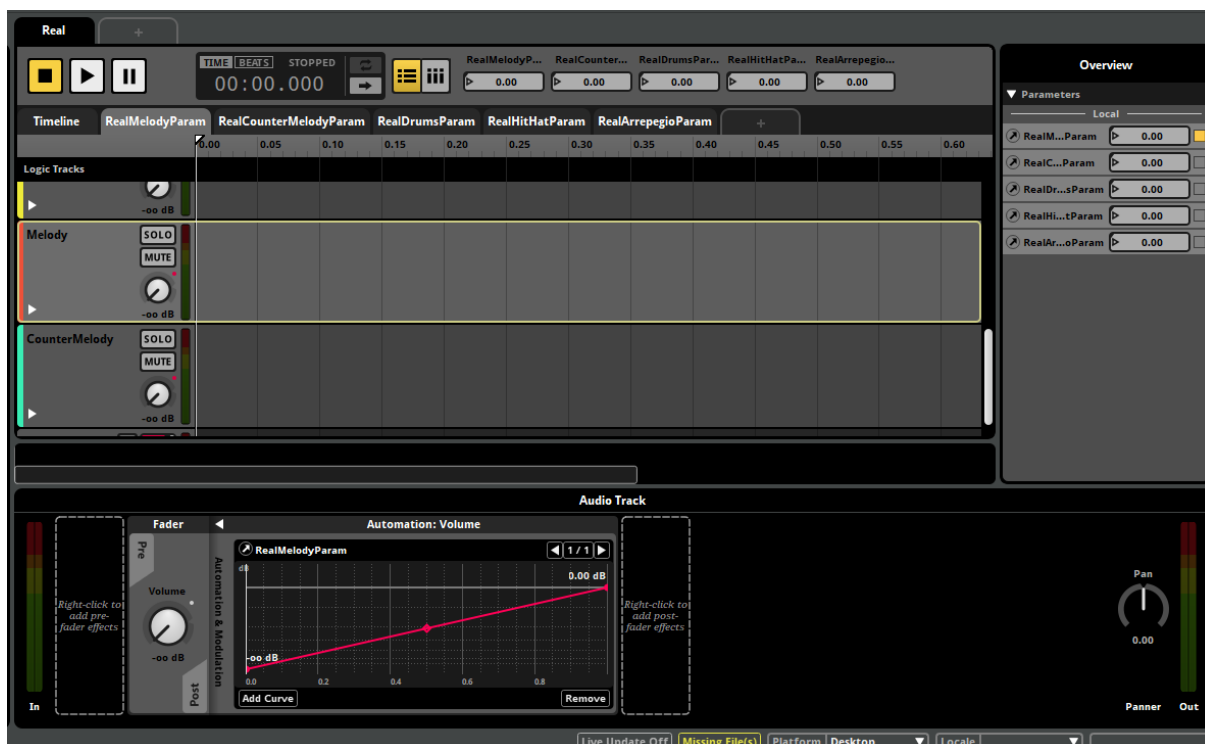 Real
+
TIME BEATS STOPPED
00:00.000
RealMelodyP... RealCounter... RealDrumsPar... RealHitHatPa... RealArrepegio...
0.00 0.00 0.00 0.00 0.00
Timeline RealMelodyParam RealCounterMelodyParam RealDrumsParam RealHitHatParam RealArrepegioParam +
0.00 0.05 0.10 0.15 0.20 0.25 0.30 0.35 0.40 0.45 0.50 0.55 0.60
Logic Tracks
-oo dB
Melody SOLO
MUTE
-oo dB
CounterMelody SOLO
MUTE
-oo dB
Overview
Parameters
Local
RealM...Param 0.00
RealC...Param 0.00
RealDr...sParam 0.00
RealHi...tParam 0.00
RealAr...oParam 0.00
Audio Track
In
Right-click to
add pre-
fader effects
Fader
Pre
Volume
-oo dB
Post
Automation & Modulation
Automation: Volume
RealMelodyParam 1 / 1
dB
0.00 dB
-oo dB
0.0 0.2 0.4 0.6 0.8
Add Curve Remove
Right-click to
add post-
fader effects
Pan
0.00
Panner Out
Live Update Off Missing File(s) Platform Desktop Locale